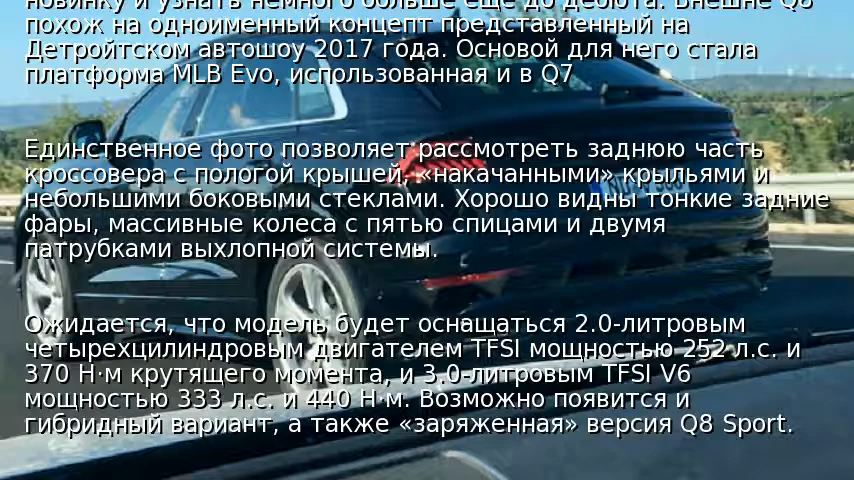 новинку и узнать немного больше ещё до дебюта. Внешне Q8
похож на одноименный концепт представленный на
Детройтском автошоу 2017 года. Основой для него стала
платформа MLB Evo, использованная и в Q7
Единственное фото позволяет рассмотреть заднюю часть
кроссовера с пологой крышей, «накачанными» крыльями и
небольшими боковыми стеклами. Хорошо видны тонкие задние
фары, массивные колеса с пятью спицами и двумя
патрубками выхлопной системы.
Ожидается, что модель будет оснащаться 2.0-литровым
четырехцилиндровым двигателем TFSI мощностью 252 л.с. и
370 Н·м крутящего момента, и 3.0-литровым TFSI V6
мощностью 333 л.с. и 440 Н·м. Возможно появится и
гибридный вариант, а также «заряженная» версия Q8 Sport.